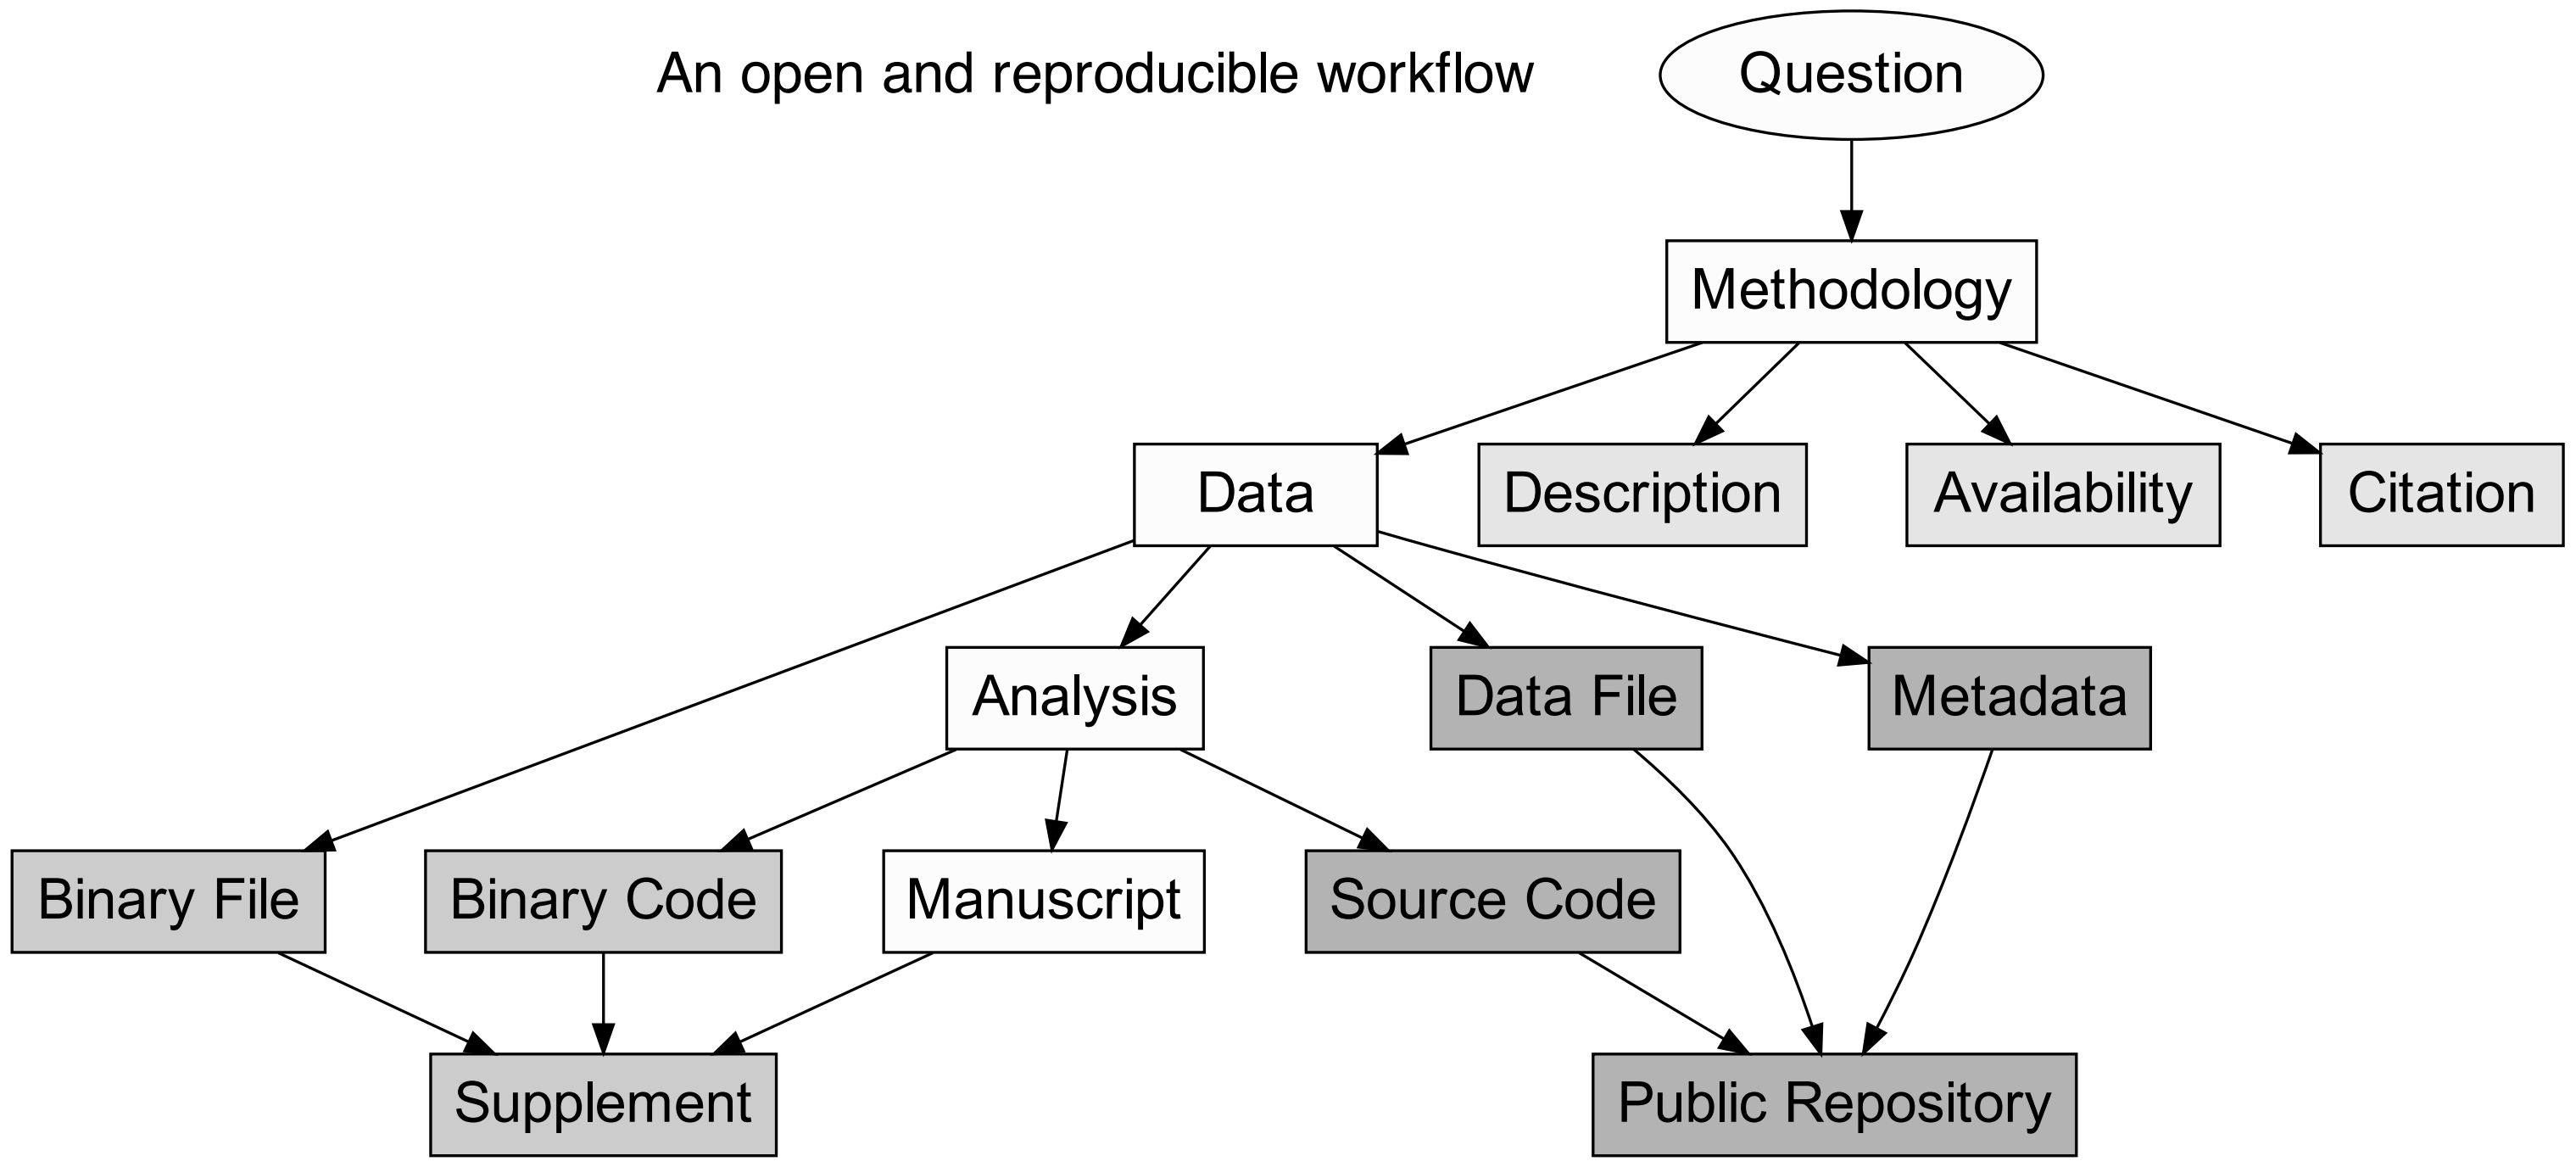 An open and reproducible workflow
Question
Methodology
Data
Description
Availability
Citation
Analysis
Data File
Metadata
Binary File
Binary Code
Manuscript
Source Code
Supplement
Public Repository